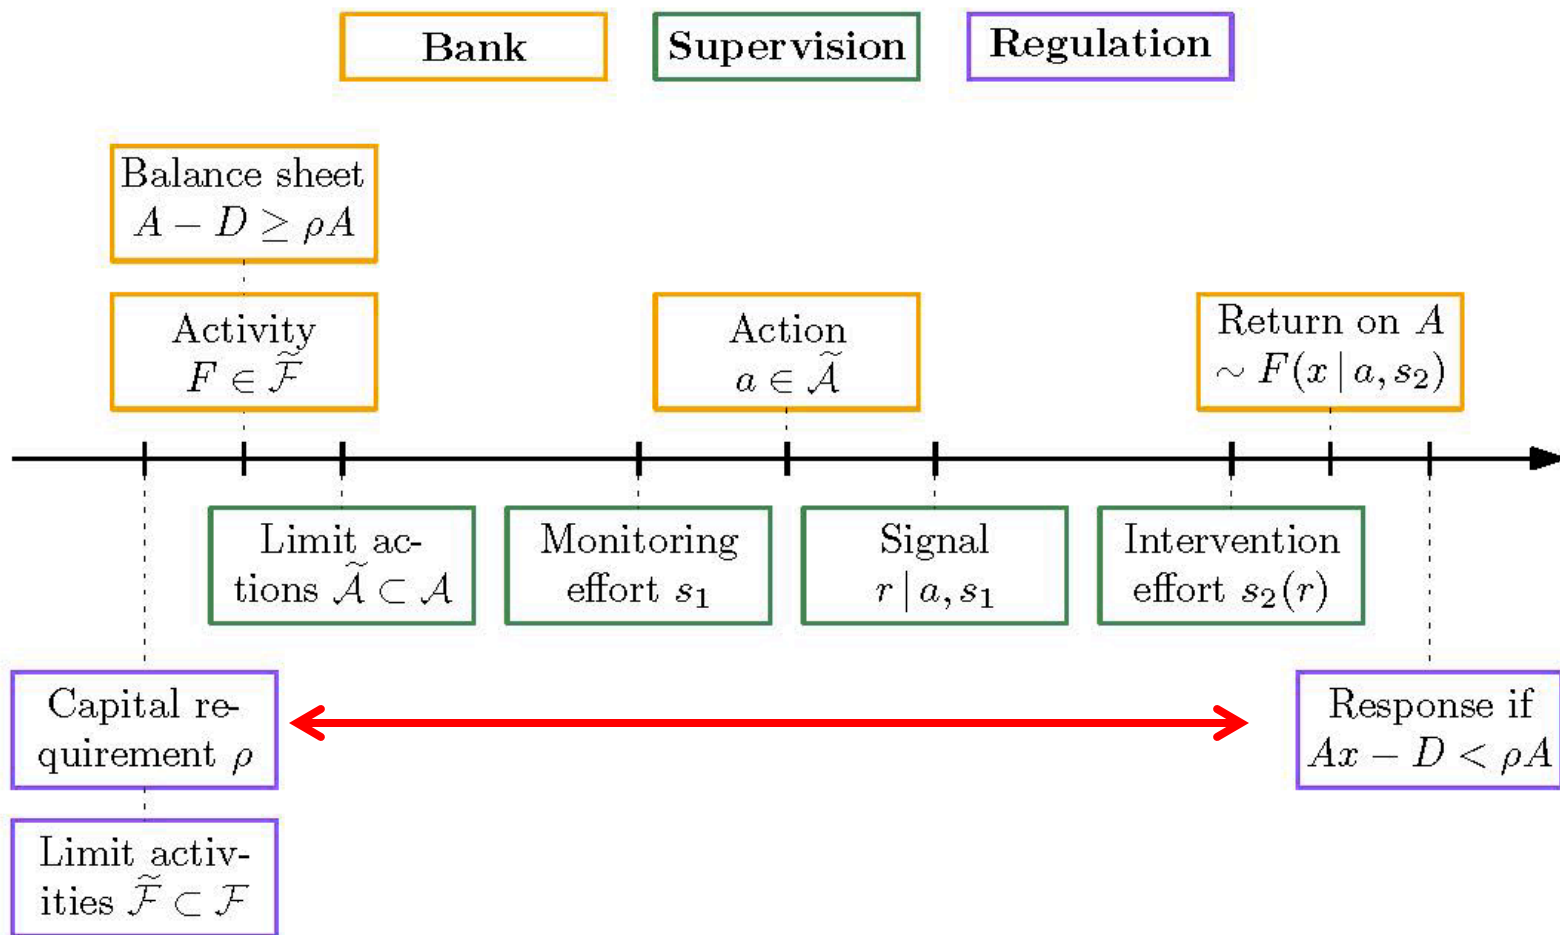 Bank
Supervision
Regulation
Balance sheet
A − D ≥ ρA
Activity
F ∈ 𝓕̃
Action
a ∈ 𝓐̃
Return on A
∼ F(x | a, s₂)
Limit ac-
tions 𝓐̃ ⊂ 𝓐
Monitoring
effort s₁
Signal
r | a, s₁
Intervention
effort s₂(r)
Capital re-
quirement ρ
Response if
Ax − D < ρA
Limit activ-
ities 𝓕̃ ⊂ 𝓕